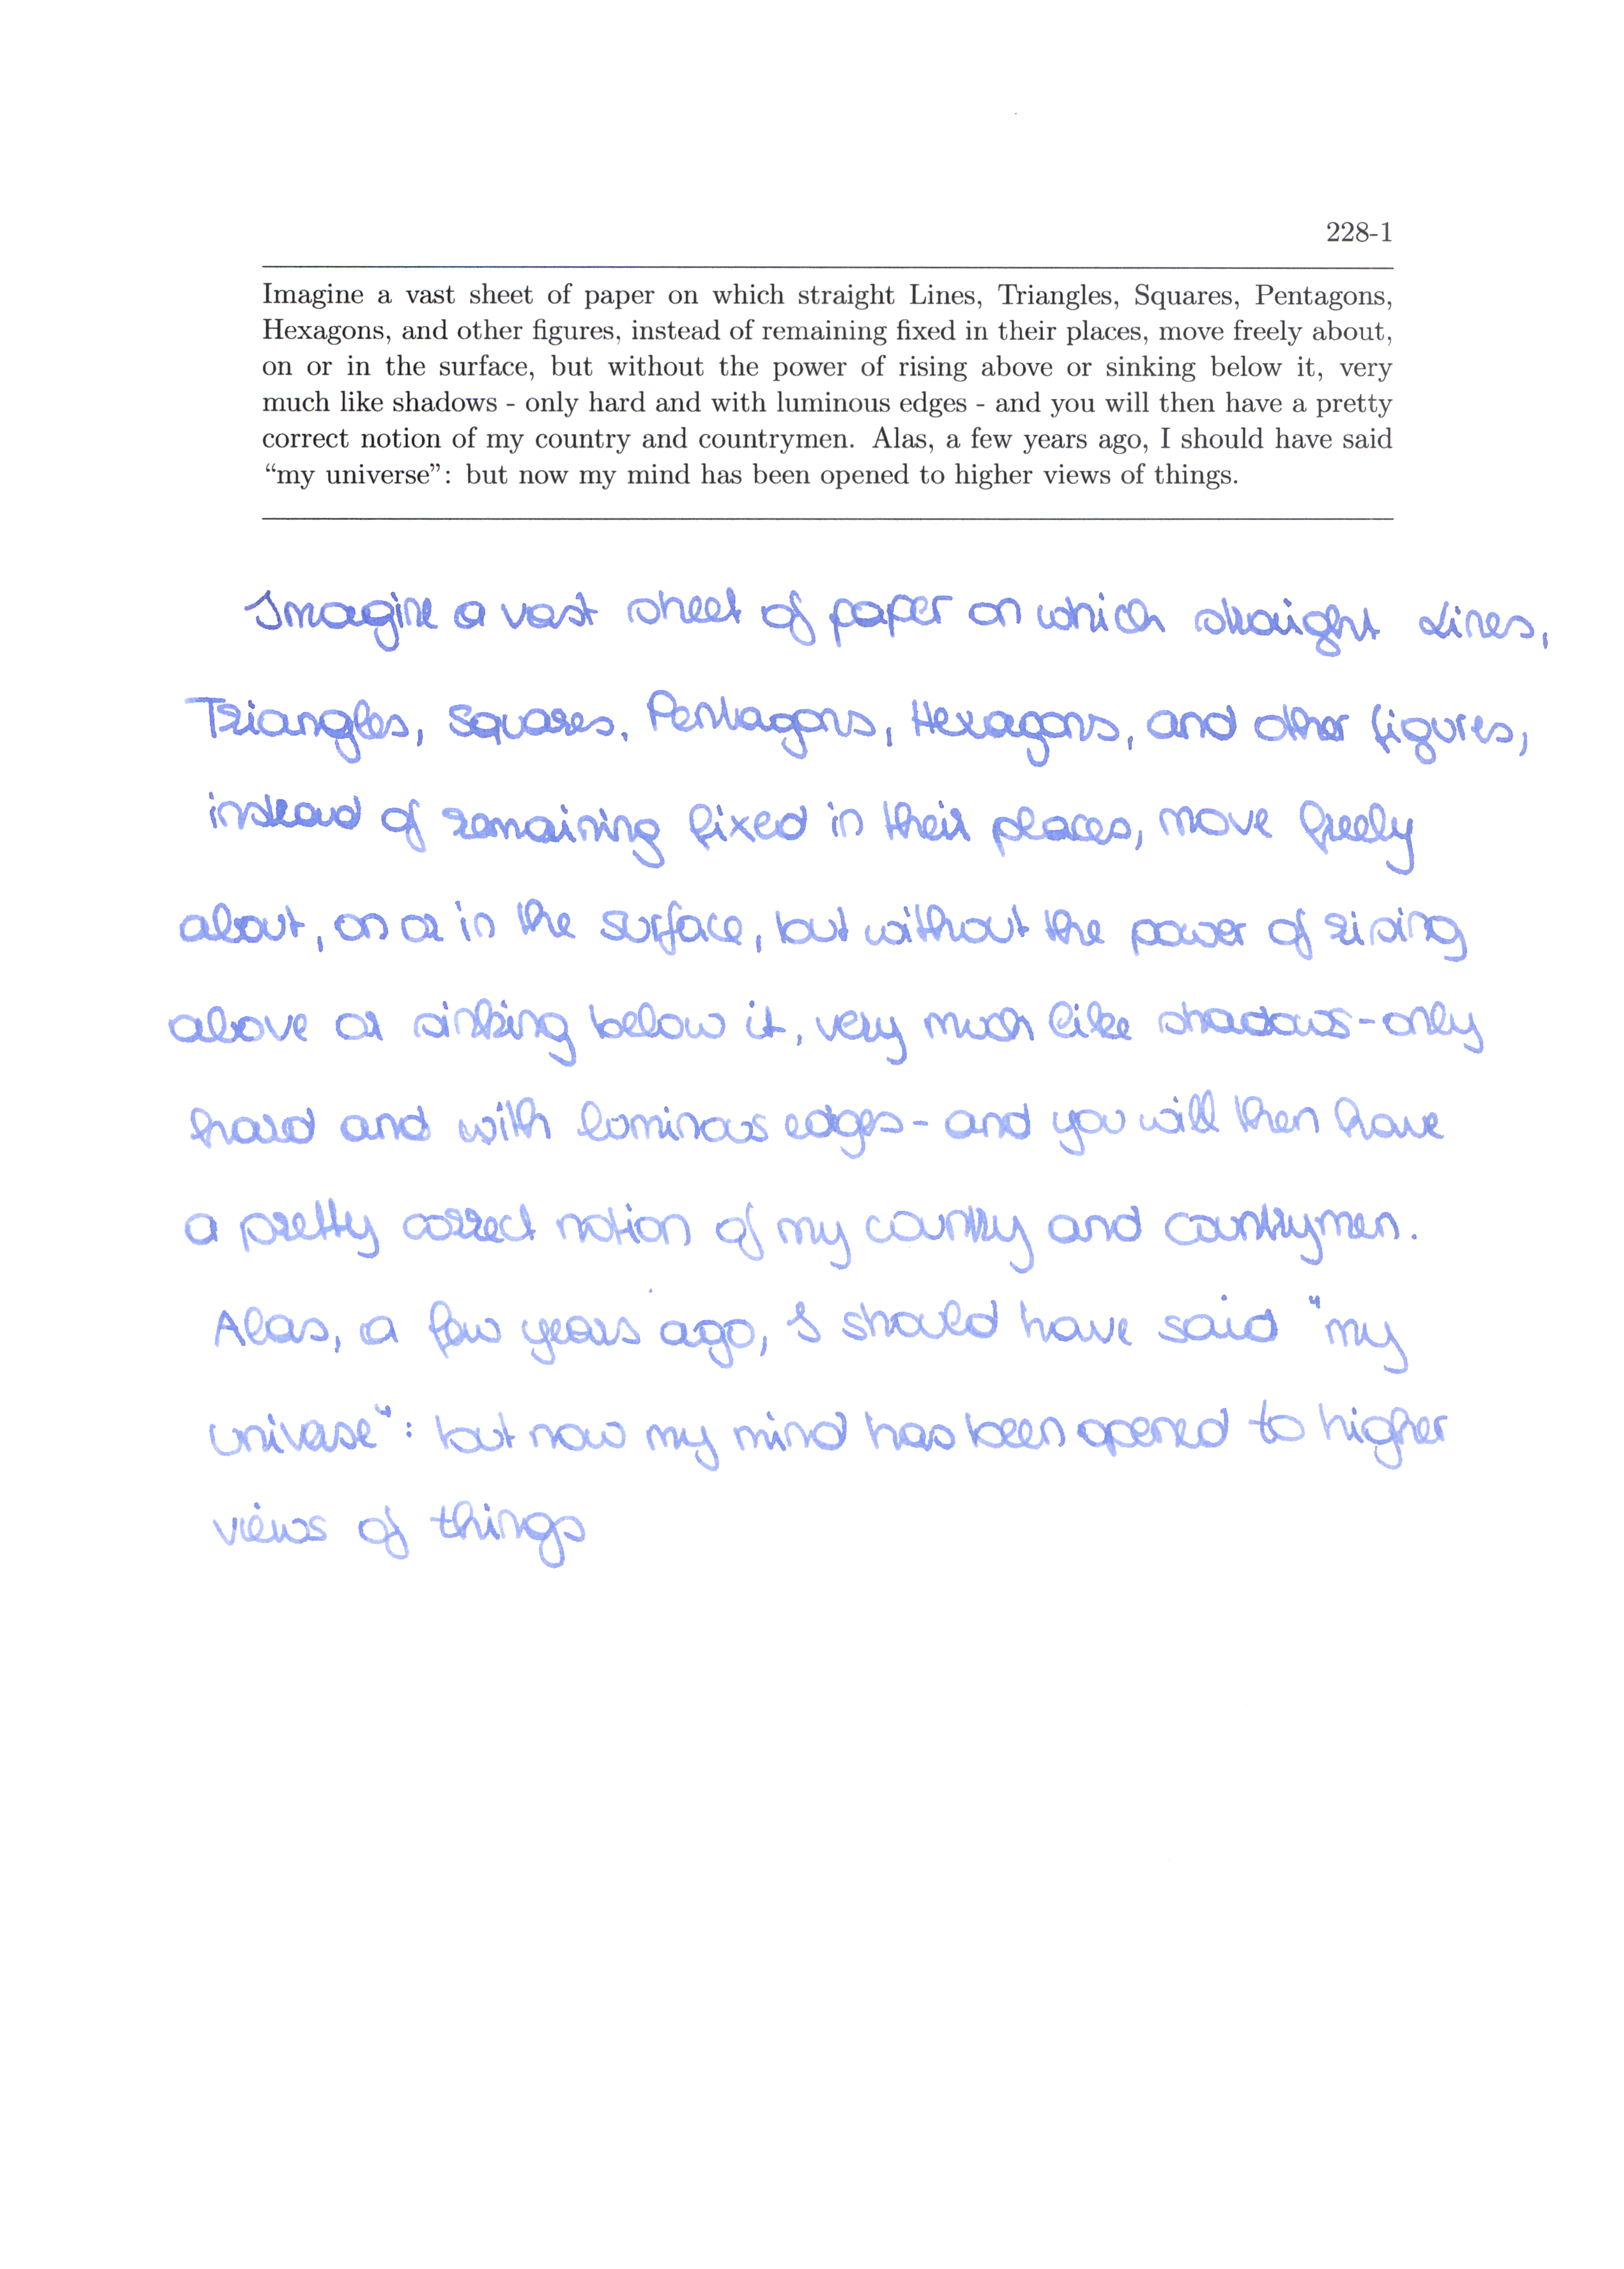 228-1
Imagine a vast sheet of paper on which straight Lines, Triangles, Squares, Pentagons,
Hexagons, and other figures, instead of remaining fixed in their places, move freely about,
on or in the surface, but without the power of rising above or sinking below it, very
much like shadows - only hard and with luminous edges - and you will then have a pretty
correct notion of my country and countrymen. Alas, a few years ago, I should have said
“my universe”: but now my mind has been opened to higher views of things.
Imagine a vast sheet of paper on which straight Lines,
Triangles, Squares, Pentagons, Hexagons, and other figures,
instead of remaining fixed in their places, move freely
about, on or in the surface, but without the power of rising
above or sinking below it, very much like shadows - only
hard and with luminous edges - and you will then have
a pretty correct notion of my country and countrymen.
Alas, a few years ago, I should have said "my
universe": but now my mind has been opened to higher
views of things